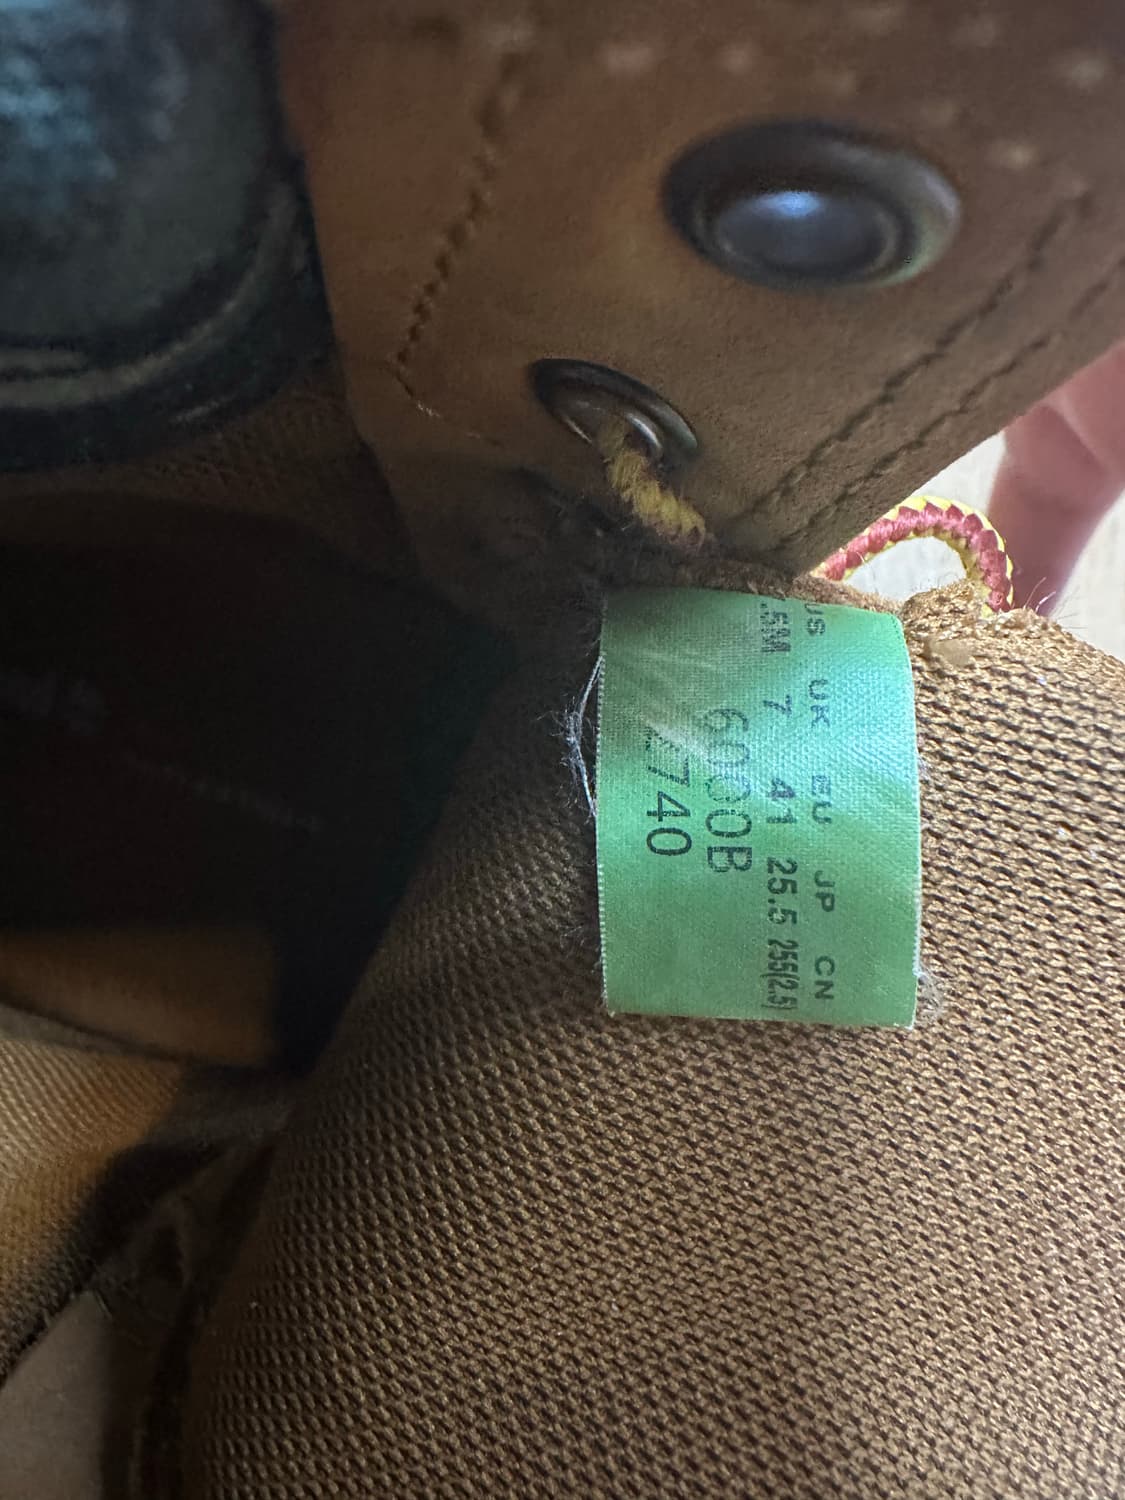 US UK EU JP CN
.5M 7 41 25.5 255(2.5)
6000B
740